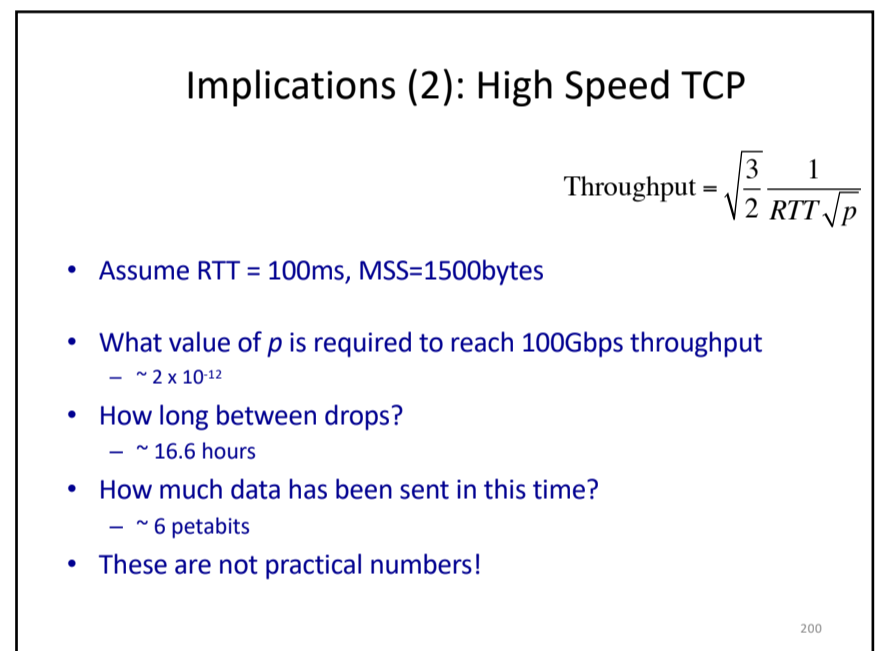 Implications (2): High Speed TCP
Throughput = √(3/2) 1/(RTT√p)
• Assume RTT = 100ms, MSS=1500bytes
• What value of p is required to reach 100Gbps throughput
– ~ 2 x 10-12
• How long between drops?
– ~ 16.6 hours
• How much data has been sent in this time?
– ~ 6 petabits
• These are not practical numbers!
200